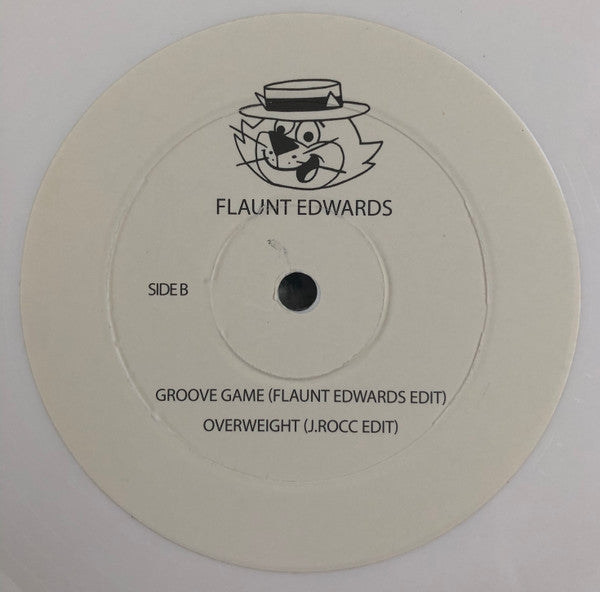 FLAUNT EDWARDS
SIDE B
GROOVE GAME (FLAUNT EDWARDS EDIT)
OVERWEIGHT (J.ROCC EDIT)